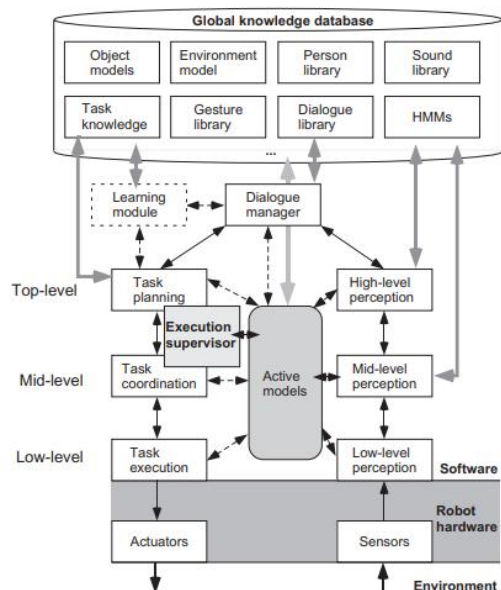 Global knowledge database
Object models
Environment model
Person library
Sound library
Task knowledge
Gesture library
Dialogue library
HMMs
...
Learning module
Dialogue manager
Top-level
Task planning
High-level perception
Execution supervisor
Mid-level
Task coordination
Active models
Mid-level perception
Low-level
Task execution
Low-level perception
Software
Robot hardware
Actuators
Sensors
Environment